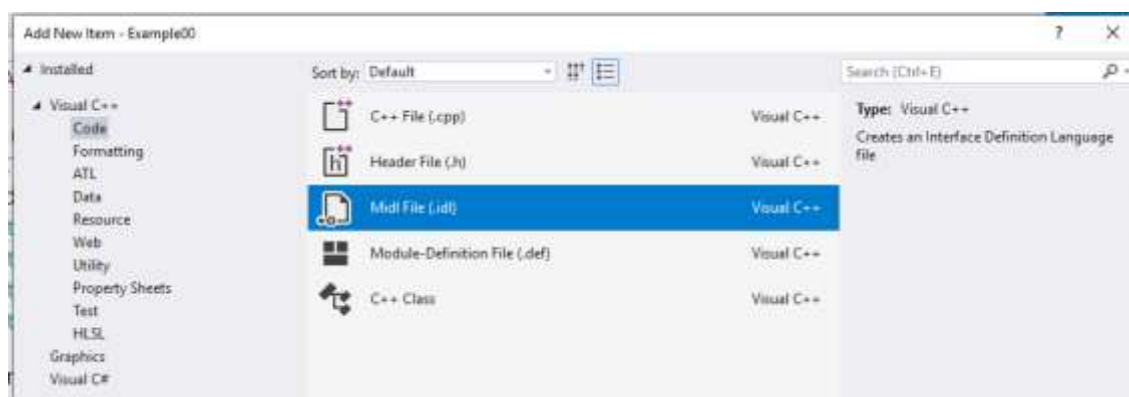 Add New Item - Example00
? ×
Installed
Sort by: Default
Search (Ctrl+E)
Visual C++
Code
Formatting
ATL
Data
Resource
Web
Utility
Property Sheets
Test
HLSL
Graphics
Visual C#
C++ File (.cpp) Visual C++
Header File (.h) Visual C++
Midl File (.idl) Visual C++
Module-Definition File (.def) Visual C++
C++ Class Visual C++
Type: Visual C++
Creates an Interface Definition Language
file